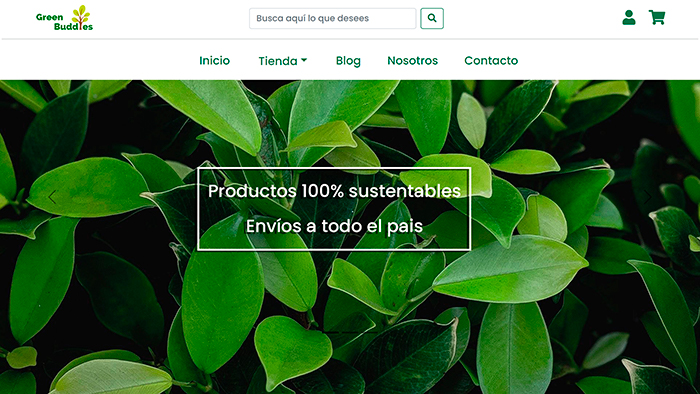 Green
Buddies
Busca aquí lo que desees
Inicio Tienda Blog Nosotros Contacto
Productos 100% sustentables
Envíos a todo el pais